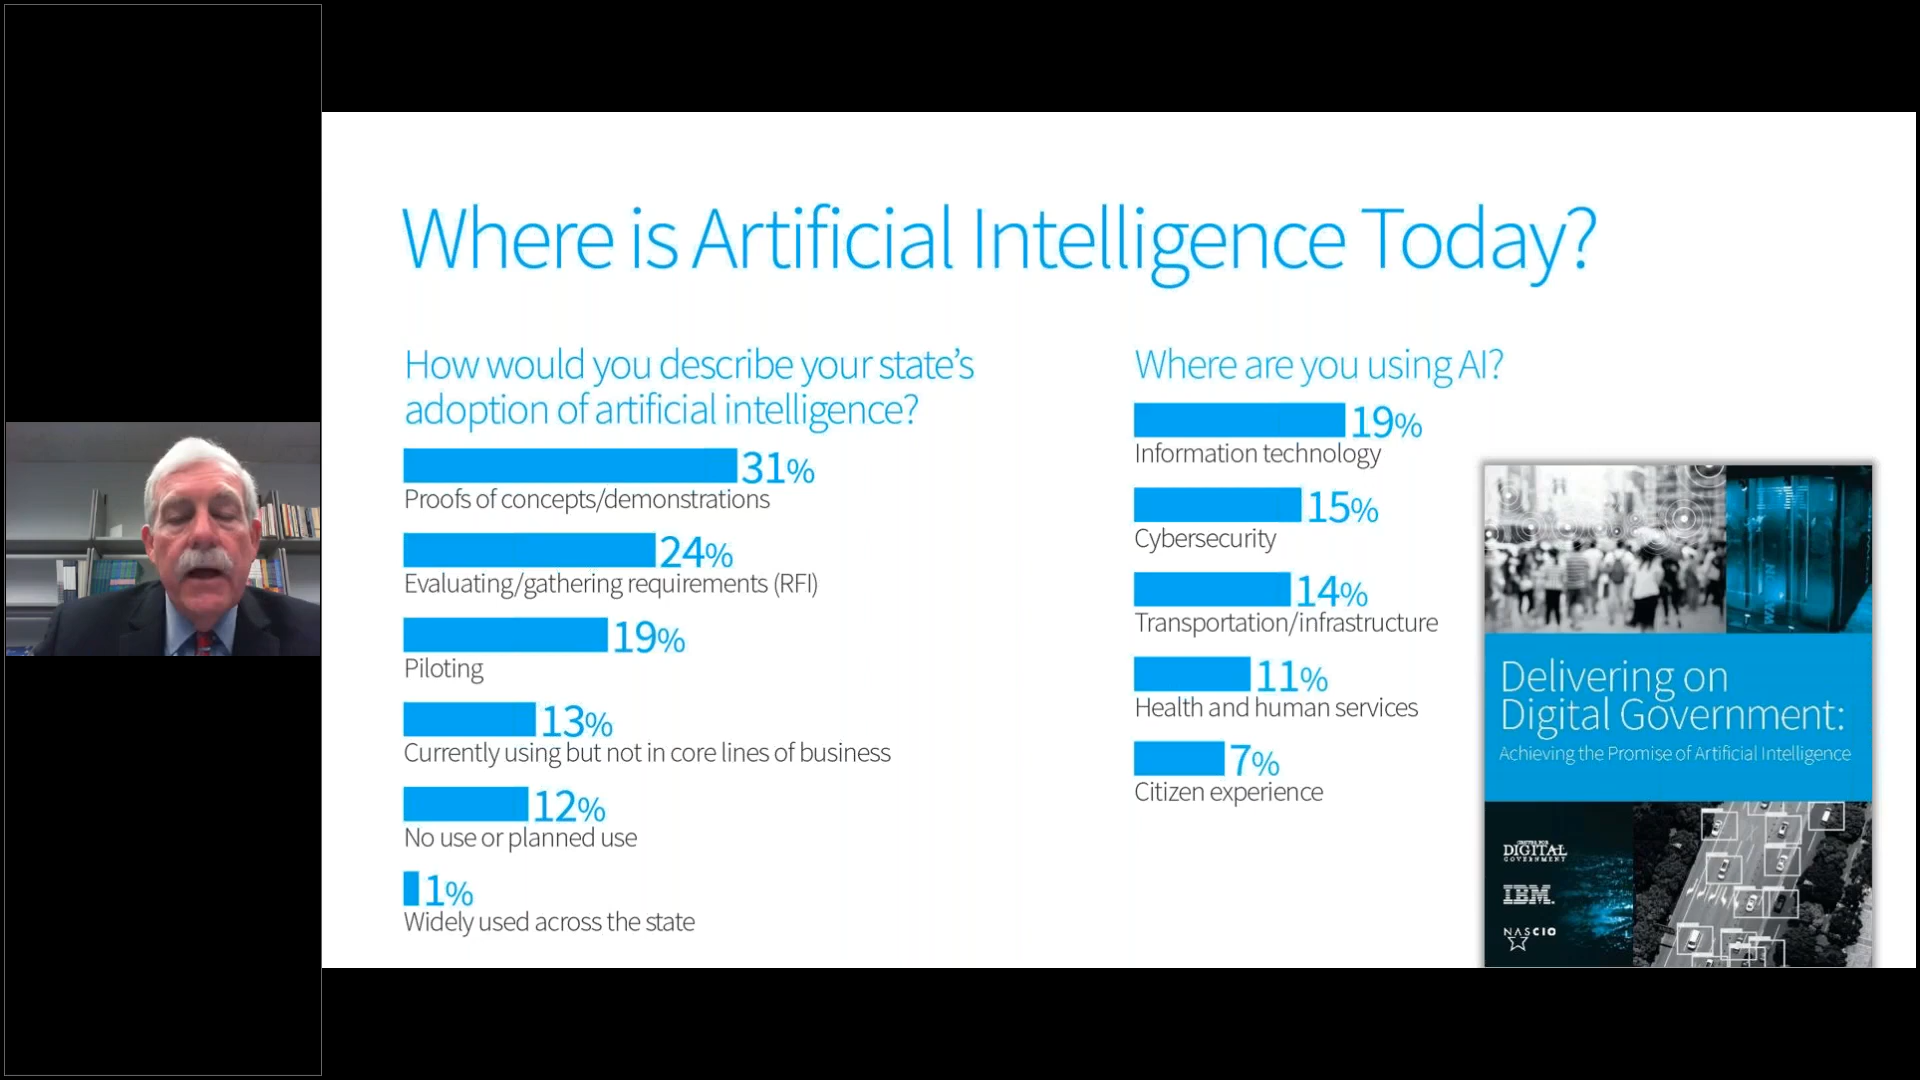 Where is Artificial Intelligence Today?
How would you describe your state's
adoption of artificial intelligence?
31%
Proofs of concepts/demonstrations
24%
Evaluating/gathering requirements (RFI)
19%
Piloting
13%
Currently using but not in core lines of business
12%
No use or planned use
1%
Widely used across the state
Where are you using AI?
19%
Information technology
15%
Cybersecurity
14%
Transportation/infrastructure
11%
Health and human services
7%
Citizen experience
Delivering on
Digital Government:
Achieving the Promise of Artificial Intelligence
CENTER FOR
DIGITAL
GOVERNMENT
IBM.
NASCIO